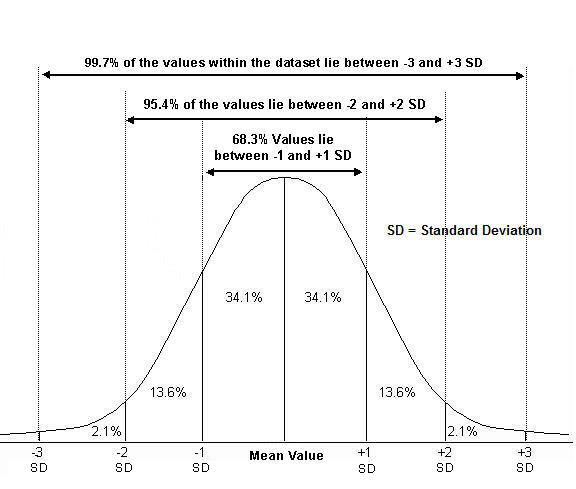 99.7% of the values within the dataset lie between -3 and +3 SD
95.4% of the values lie between -2 and +2 SD
68.3% Values lie
between -1 and +1 SD
SD = Standard Deviation
34.1% 34.1%
13.6% 13.6%
2.1% 2.1%
-3 -2 -1 Mean Value +1 +2 +3
SD SD SD SD SD SD